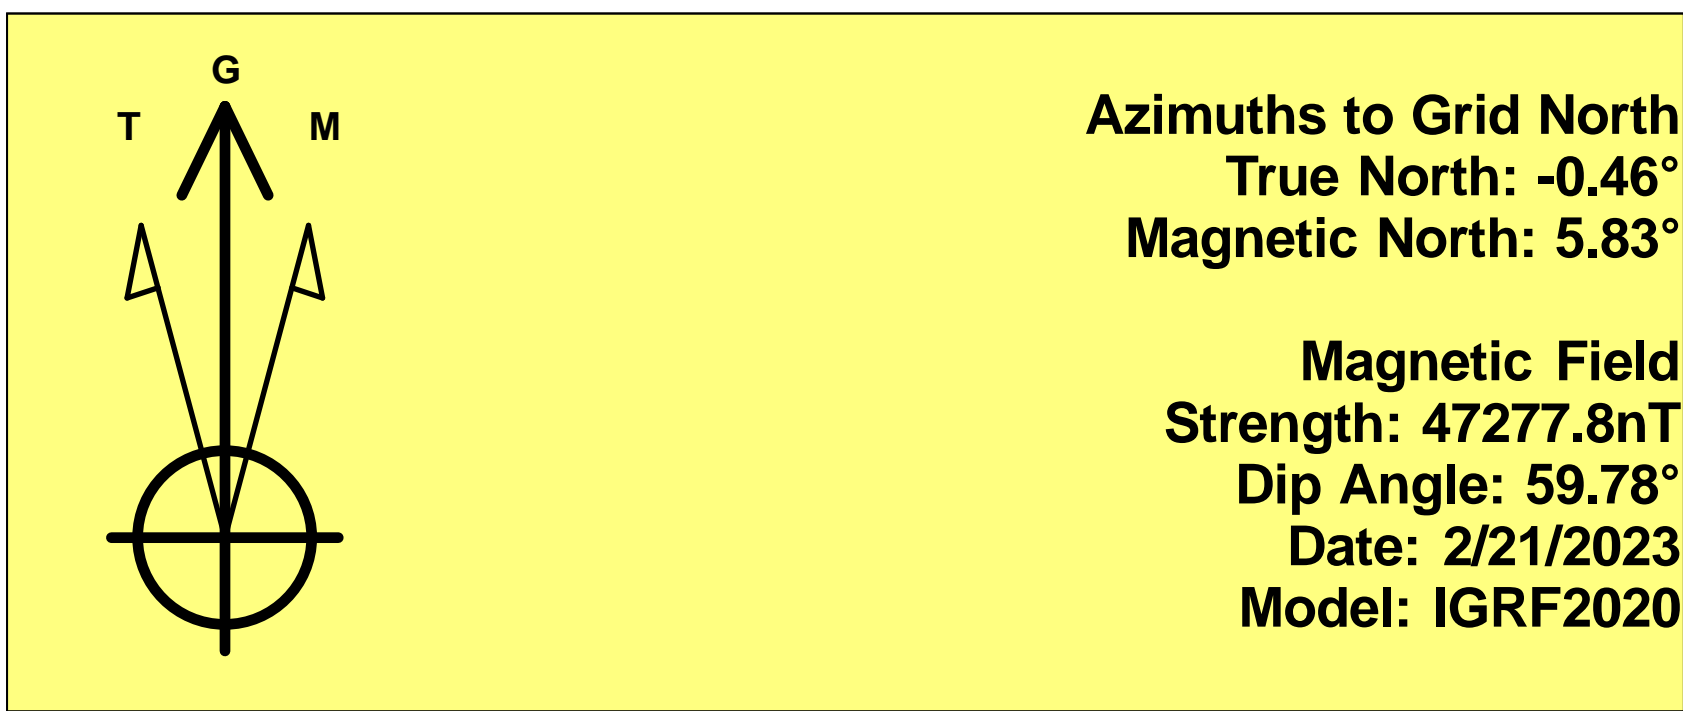 G
T
M
Azimuths to Grid North
True North: -0.46°
Magnetic North: 5.83°
Magnetic Field
Strength: 47277.8nT
Dip Angle: 59.78°
Date: 2/21/2023
Model: IGRF2020